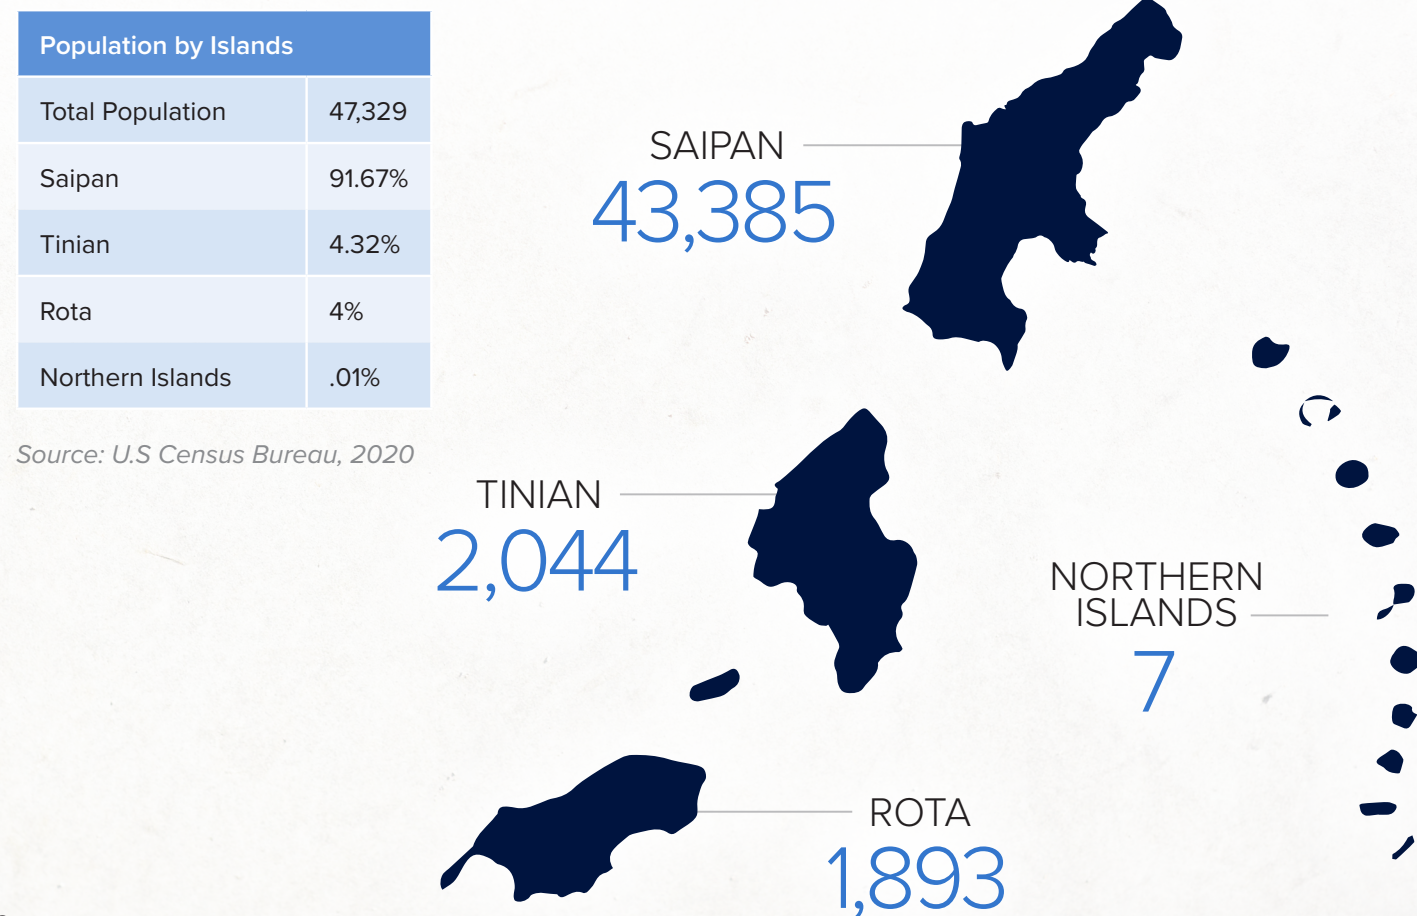 Population by Islands
Total Population 47,329
Saipan 91.67%
Tinian 4.32%
Rota 4%
Northern Islands .01%
Source: U.S Census Bureau, 2020
SAIPAN
43,385
TINIAN
2,044
NORTHERN
ISLANDS
7
ROTA
1,893